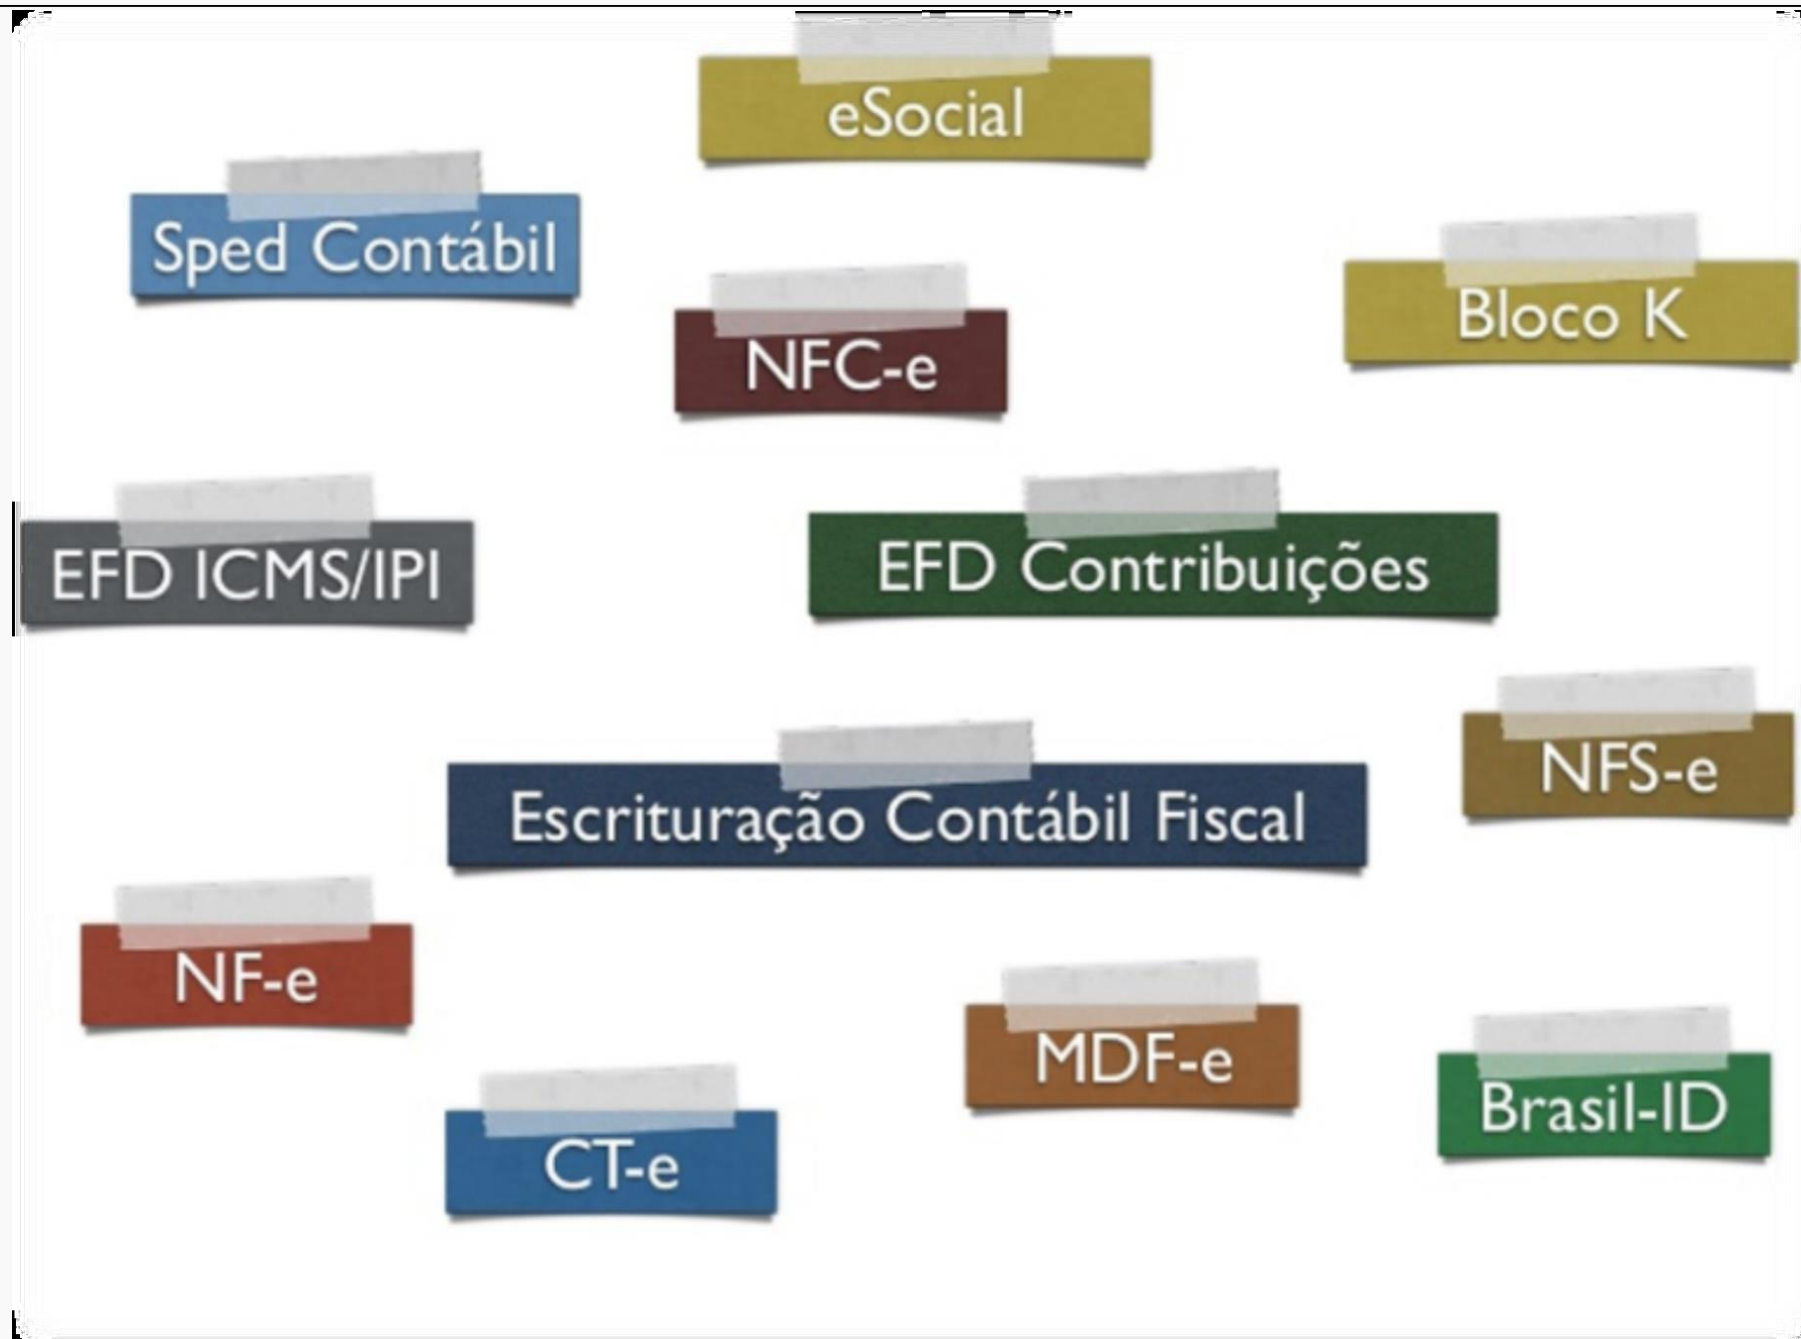 eSocial
Sped Contábil
Bloco K
NFC-e
EFD ICMS/IPI
EFD Contribuições
NFS-e
Escrituração Contábil Fiscal
NF-e
MDF-e
Brasil-ID
CT-e